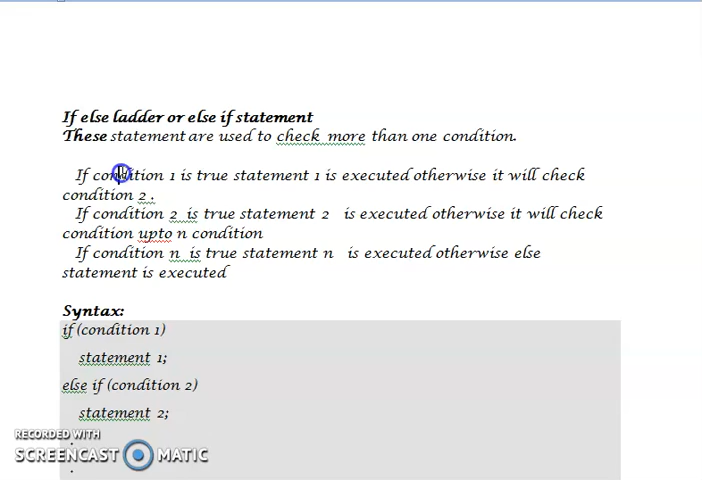 If else ladder or else if statement
These statement are used to check more than one condition.
If condition 1 is true statement 1 is executed otherwise it will check
condition 2 .
If condition 2 is true statement 2 is executed otherwise it will check
condition upto n condition
If condition n is true statement n is executed otherwise else
statement is executed
Syntax:
if (condition 1)
statement 1;
else if (condition 2)
statement 2;
.
.
RECORDED WITH
SCREENCAST MATIC